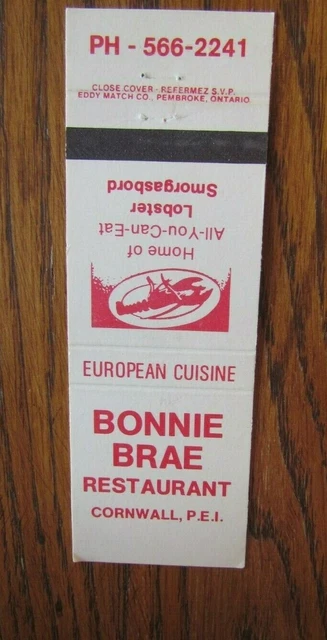 PH - 566-2241
CLOSE COVER - REFERMEZ S.V.P.
EDDY MATCH CO., PEMBROKE, ONTARIO
Home of
All-You-Can-Eat
Lobster
Smorgasbord
EUROPEAN CUISINE
BONNIE
BRAE
RESTAURANT
CORNWALL, P.E.I.